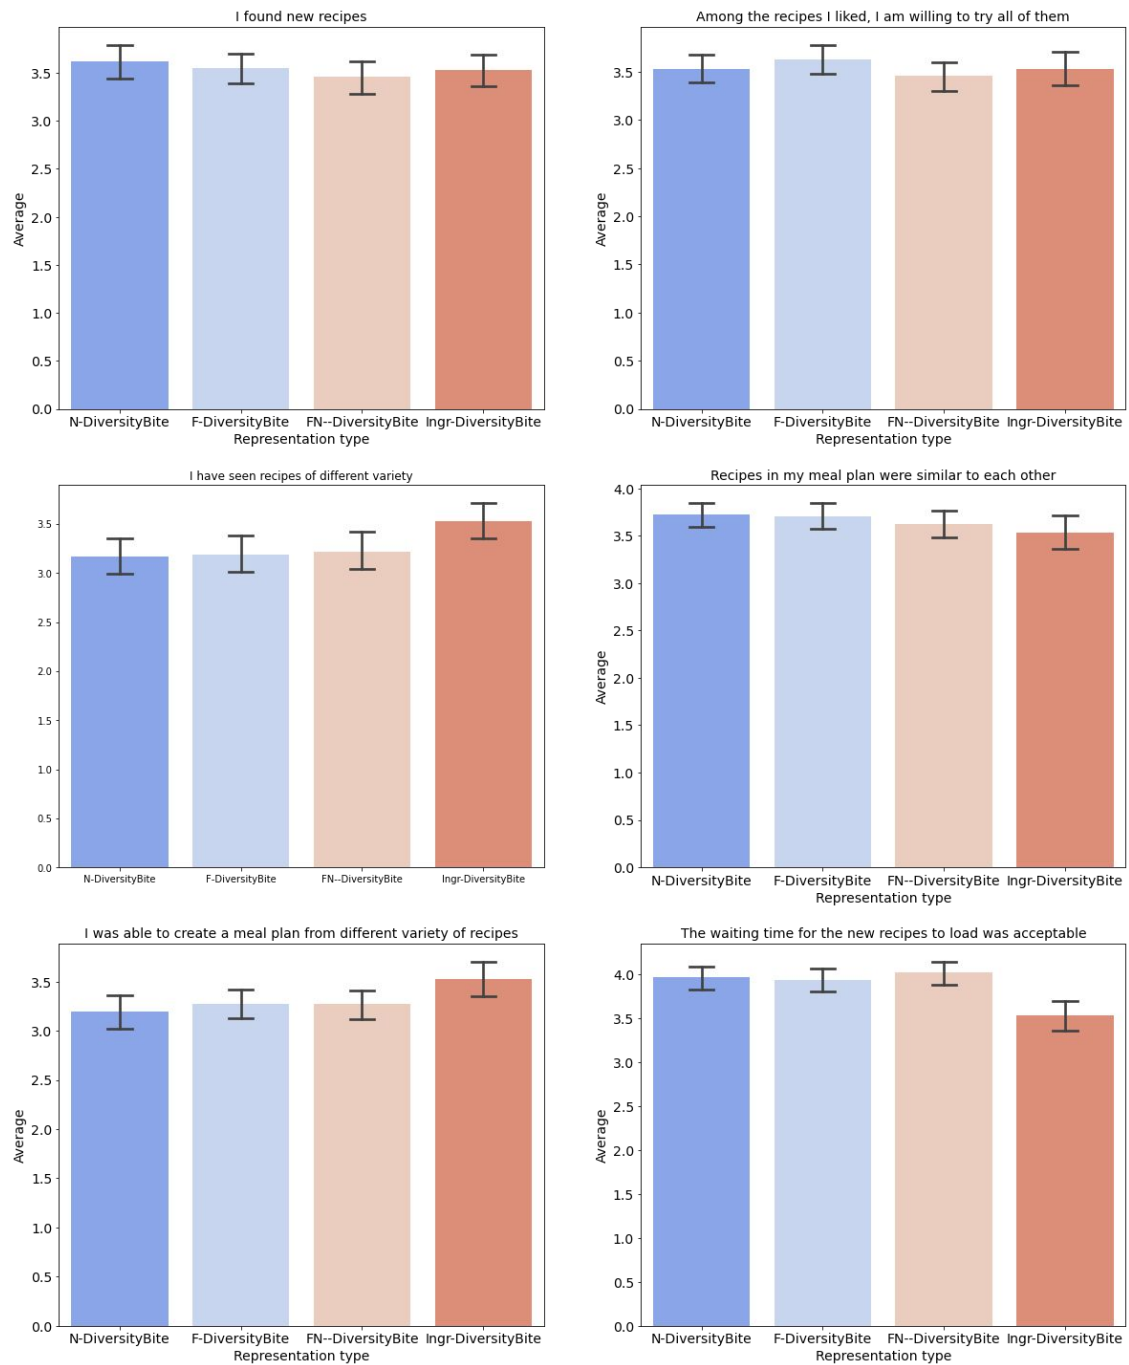 I found new recipes
3.5
3.0
2.5
2.0
1.5
1.0
0.5
0.0
Average
N-DiversityBite F-DiversityBite FN--DiversityBite Ingr-DiversityBite
Representation type
Among the recipes I liked, I am willing to try all of them
3.5
3.0
2.5
2.0
1.5
1.0
0.5
0.0
Average
N-DiversityBite F-DiversityBite FN--DiversityBite Ingr-DiversityBite
Representation type
I have seen recipes of different variety
3.5
3.0
2.5
2.0
1.5
1.0
0.5
0.0
N-DiversityBite F-DiversityBite FN--DiversityBite Ingr-DiversityBite
Recipes in my meal plan were similar to each other
4.0
3.5
3.0
2.5
2.0
1.5
1.0
0.5
0.0
Average
N-DiversityBite F-DiversityBite FN--DiversityBite Ingr-DiversityBite
Representation type
I was able to create a meal plan from different variety of recipes
3.5
3.0
2.5
2.0
1.5
1.0
0.5
0.0
Average
N-DiversityBite F-DiversityBite FN--DiversityBite Ingr-DiversityBite
Representation type
The waiting time for the new recipes to load was acceptable
4.0
3.5
3.0
2.5
2.0
1.5
1.0
0.5
0.0
Average
N-DiversityBite F-DiversityBite FN--DiversityBite Ingr-DiversityBite
Representation type